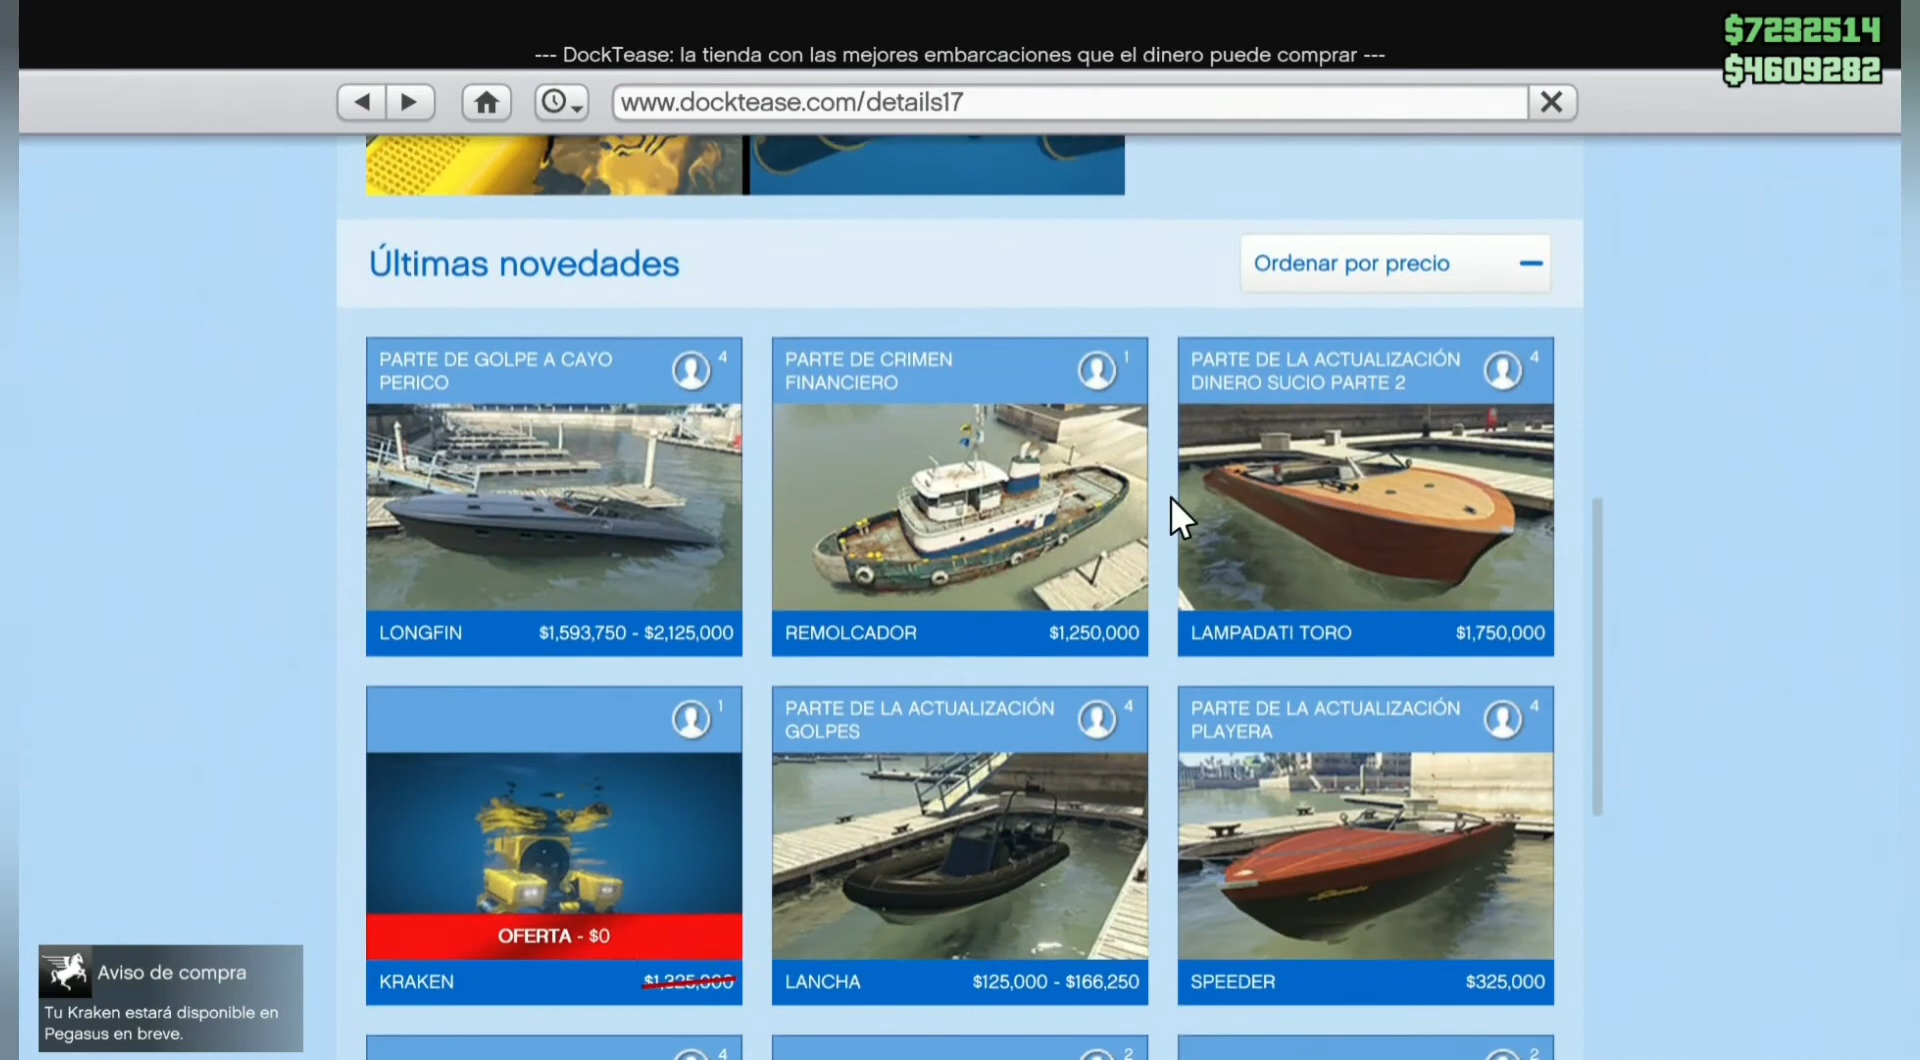 $7232514
--- DockTease: la tienda con las mejores embarcaciones que el dinero puede comprar ---
$4609282
www.docktease.com/details17
Últimas novedades
Ordenar por precio
PARTE DE GOLPE A CAYO
PERICO
4
PARTE DE CRIMEN
FINANCIERO
1
PARTE DE LA ACTUALIZACIÓN
DINERO SUCIO PARTE 2
4
LONGFIN
$1,593,750 - $2,125,000
REMOLCADOR
$1,250,000
LAMPADATI TORO
$1,750,000
1
PARTE DE LA ACTUALIZACIÓN
GOLPES
4
PARTE DE LA ACTUALIZACIÓN
PLAYERA
4
OFERTA - $0
KRAKEN
$1,325,000
LANCHA
$125,000 - $166,250
SPEEDER
$325,000
4
2
2
Aviso de compra
Tu Kraken estará disponible en
Pegasus en breve.